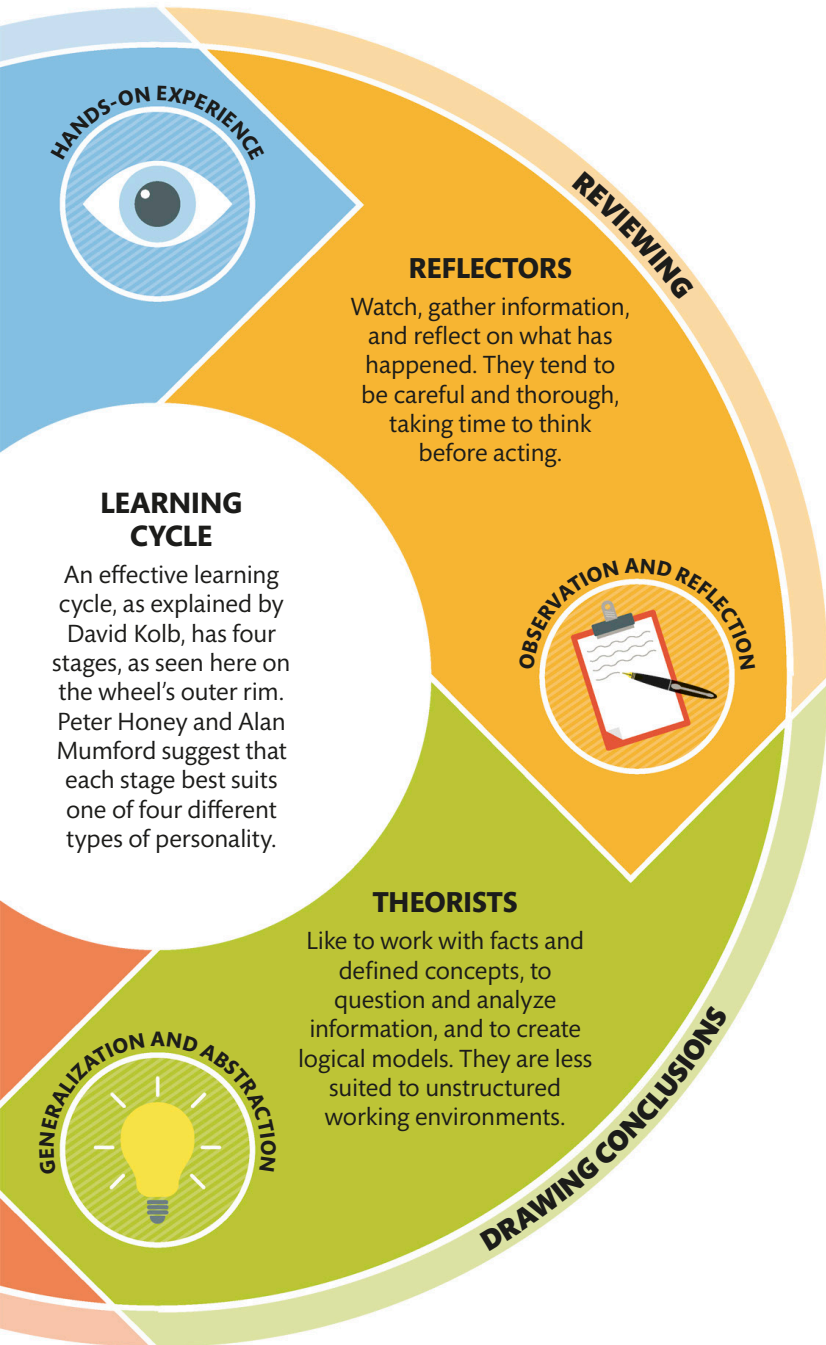 HANDS-ON EXPERIENCE
REVIEWING
REFLECTORS
Watch, gather information,
and reflect on what has
happened. They tend to
be careful and thorough,
taking time to think
before acting.
LEARNING
CYCLE
An effective learning
cycle, as explained by
David Kolb, has four
stages, as seen here on
the wheel's outer rim.
Peter Honey and Alan
Mumford suggest that
each stage best suits
one of four different
types of personality.
OBSERVATION AND REFLECTION
THEORISTS
Like to work with facts and
defined concepts, to
question and analyze
information, and to create
logical models. They are less
suited to unstructured
working environments.
GENERALIZATION AND ABSTRACTION
DRAWING CONCLUSIONS